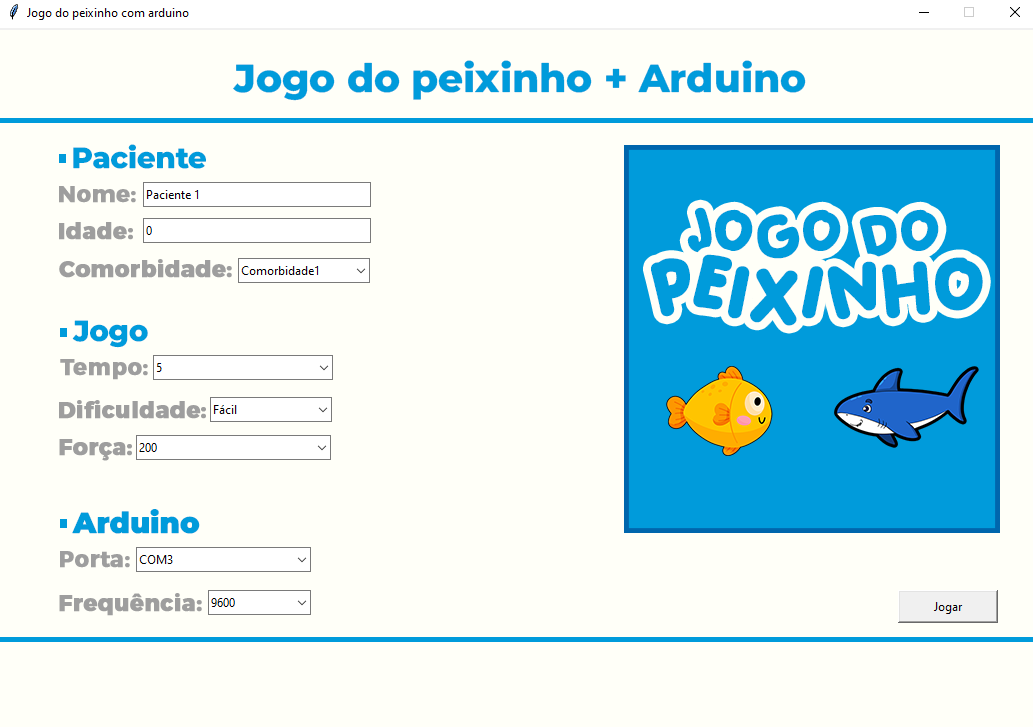 Jogo do peixinho com arduino
Jogo do peixinho + Arduino
Paciente
Nome: Paciente 1
Idade: 0
Comorbidade: Comorbidade1
Jogo
Tempo: 5
Dificuldade: Fácil
Força: 200
Arduino
Porta: COM3
Frequência: 9600
JOGO DO
PEIXINHO
Jogar